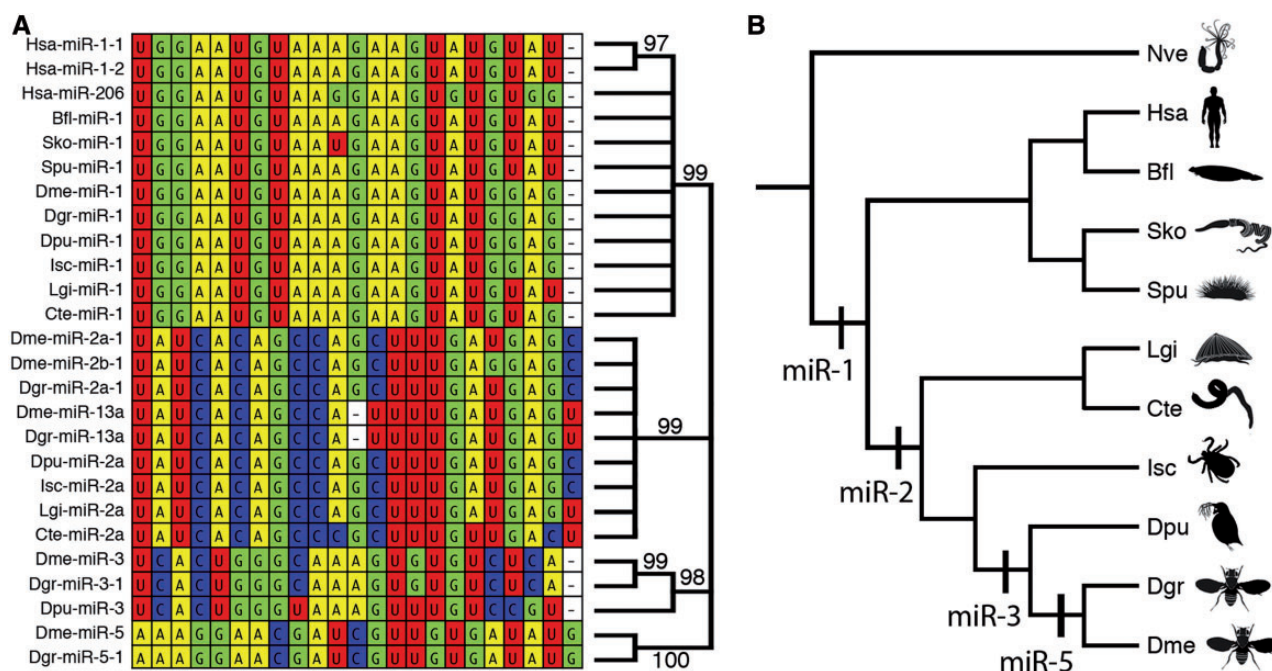 A
Hsa-miR-1-1 U G G A A U G U A A A G A A G U A U G U A U -
Hsa-miR-1-2 U G G A A U G U A A A G A A G U A U G U A U -
Hsa-miR-206 U G G A A U G U A A G G A A G U G U G U G G -
Bfl-miR-1 U G G A A U G U A A A G A A G U A U G U A U -
Sko-miR-1 U G G A A U G U A A U G A A G U A U G U A U -
Spu-miR-1 U G G A A U G U A A A G A A G U A U G U A U -
Dme-miR-1 U G G A A U G U A A A G A A G U A U G G A G -
Dgr-miR-1 U G G A A U G U A A A G A A G U A U G G A G -
Dpu-miR-1 U G G A A U G U A A A G A A G U A U G G A G -
Isc-miR-1 U G G A A U G U A A A G A A G U A U G G A G -
Lgi-miR-1 U G G A A U G U A A A G A A G U A U G U A U -
Cte-miR-1 U G G A A U G U A A A G A A G U A U G U A G -
Dme-miR-2a-1 U A U C A C A G C C A G C U U U G A U G A G C
Dme-miR-2b-1 U A U C A C A G C C A G C U U U G A G G A G C
Dgr-miR-2a-1 U A U C A C A G C C A G C U U U G A U G A G C
Dme-miR-13a U A U C A C A G C C A - U U U U G A U G A G U
Dgr-miR-13a U A U C A C A G C C A - U U U U G A U G A G U
Dpu-miR-2a U A U C A C A G C C A G C U U U G A U G A G C
Isc-miR-2a U A U C A C A G C C A G C U U U G A U G A G C
Lgi-miR-2a U A U C A C A G C C A G C U U U G A U G A G U
Cte-miR-2a U A U C A C A G C C C G C U U U G U U G A C U
Dme-miR-3 U C A C U G G G C A A A G U G U G U C U C A -
Dgr-miR-3-1 U C A C U G G G C A A A G U G U G U C U C A -
Dpu-miR-3 U C A C U G G G U A A A G U U U G U C C G U -
Dme-miR-5 A A A G G A A C G A U C G U U G U G A U A U G
Dgr-miR-5-1 A A A G G A A C G A U C G U U G U G A U A U G
97
99
99
99
98
100
B
Nve
Hsa
Bfl
Sko
Spu
Lgi
Cte
Isc
Dpu
Dgr
Dme
miR-1
miR-2
miR-3
miR-5